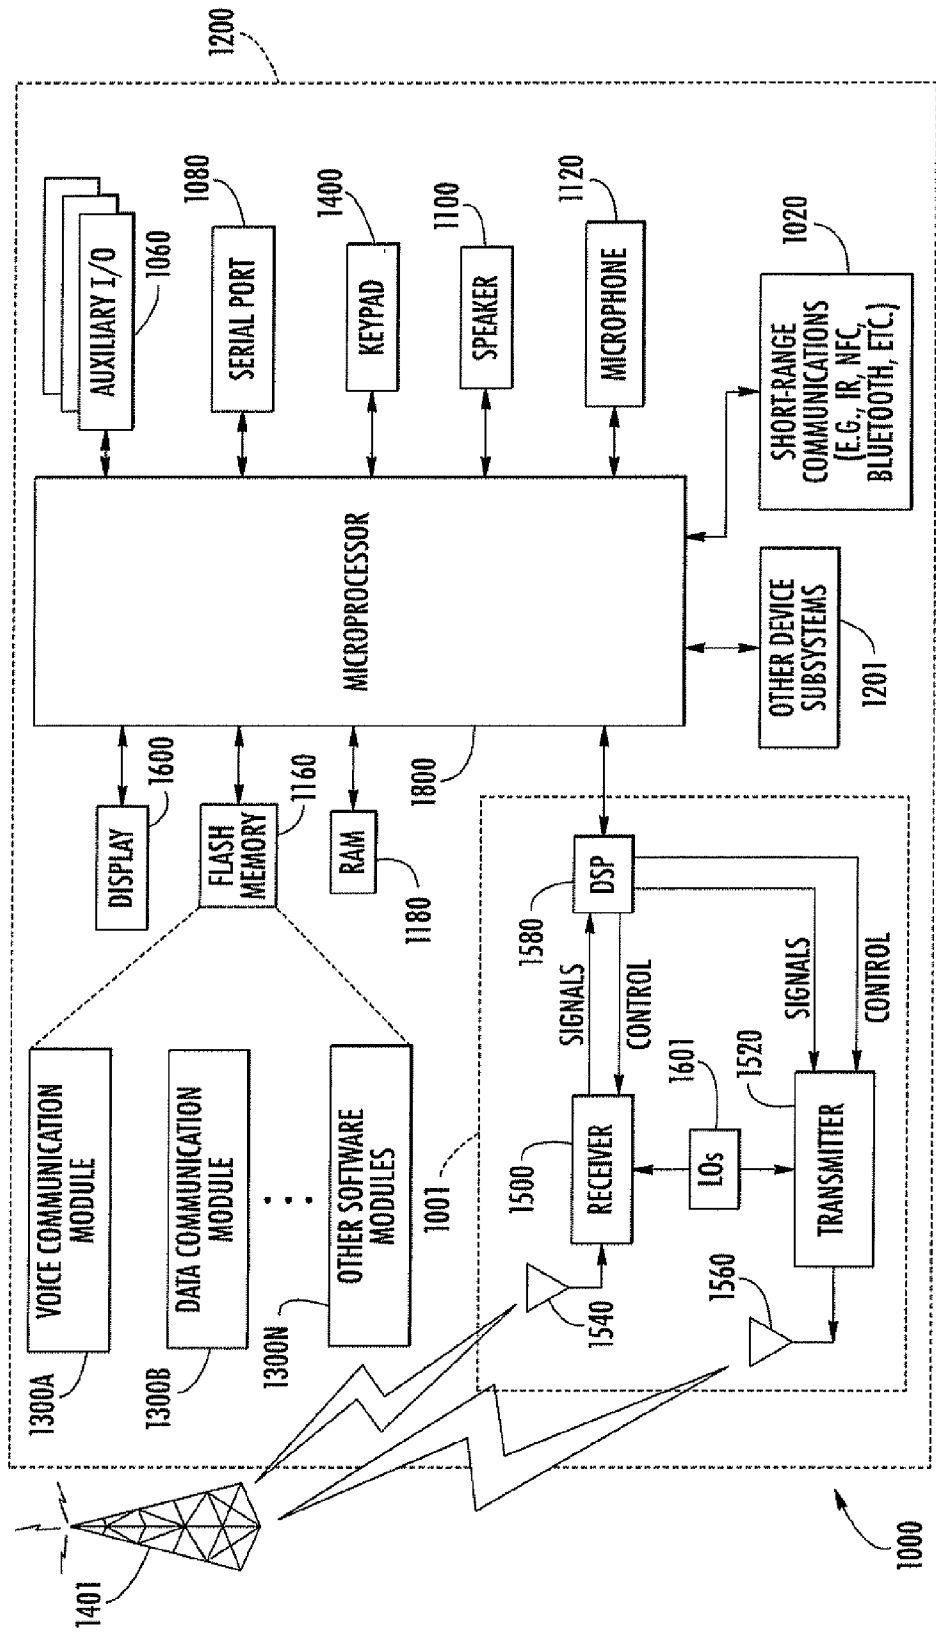 1200
AUXILIARY I/O
1060
SERIAL PORT
1080
KEYPAD
1400
SPEAKER
1100
MICROPHONE
1120
SHORT-RANGE
COMMUNICATIONS
(E.G., IR, NFC,
BLUETOOTH, ETC.)
1020
MICROPROCESSOR
1800
OTHER DEVICE
SUBSYSTEMS
1201
DISPLAY
1600
FLASH
MEMORY
1160
RAM
1180
VOICE COMMUNICATION
MODULE
1300A
DATA COMMUNICATION
MODULE
1300B
• • •
OTHER SOFTWARE
MODULES
1300N
1001
DSP
1580
SIGNALS
CONTROL
SIGNALS
CONTROL
RECEIVER
1500
LOs
1601
TRANSMITTER
1520
1540
1560
1401
1000